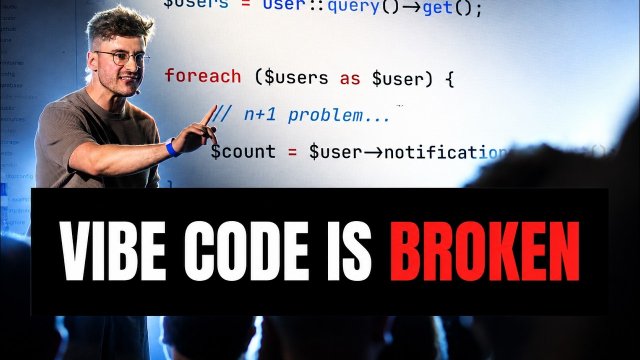 $users = User::query()->get();
foreach ($users as $user) {
// n+1 problem...
$count = $user->notification
}
VIBE CODE IS BROKEN